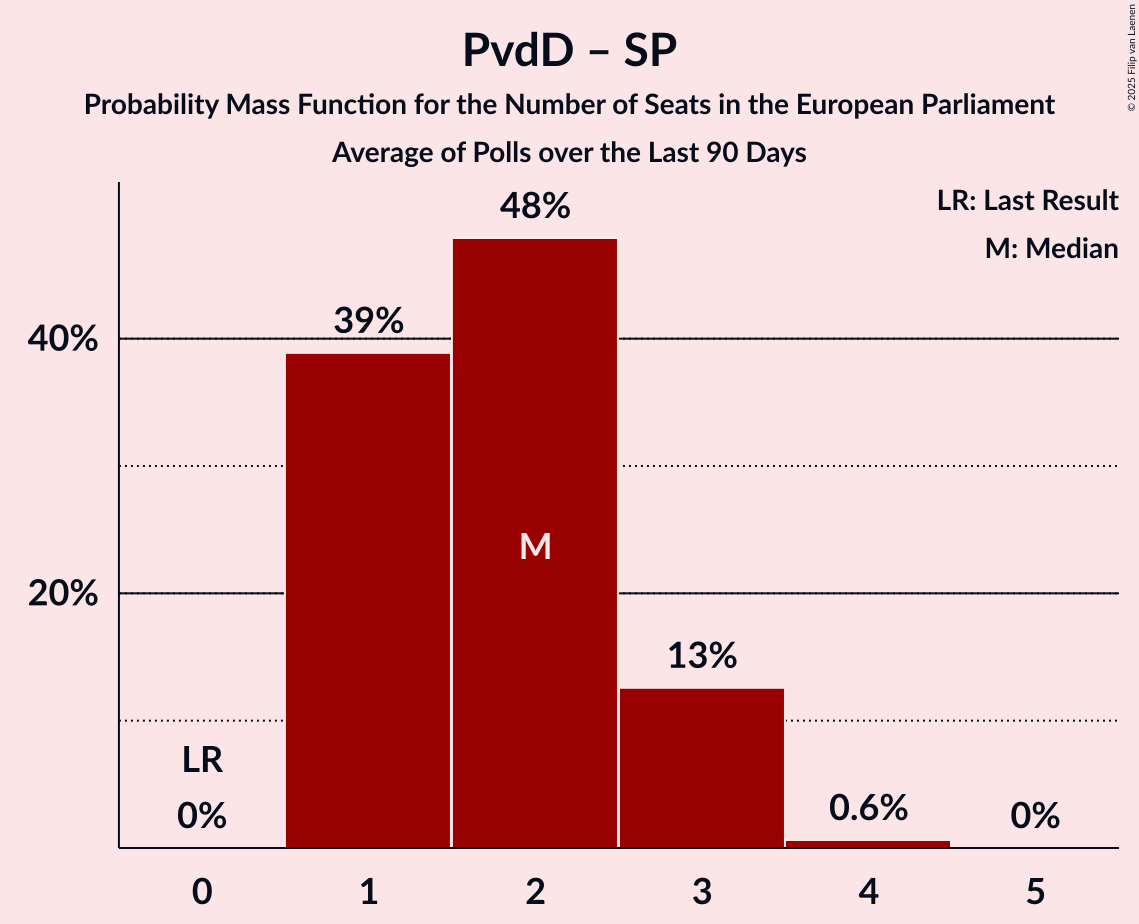 PvdD – SP
Probability Mass Function for the Number of Seats in the European Parliament
Average of Polls over the Last 90 Days
© 2025 Filip van Laenen
LR: Last Result
M: Median
48%
39%
40%
M
20%
13%
LR
0%
0.6%
0%
0 1 2 3 4 5